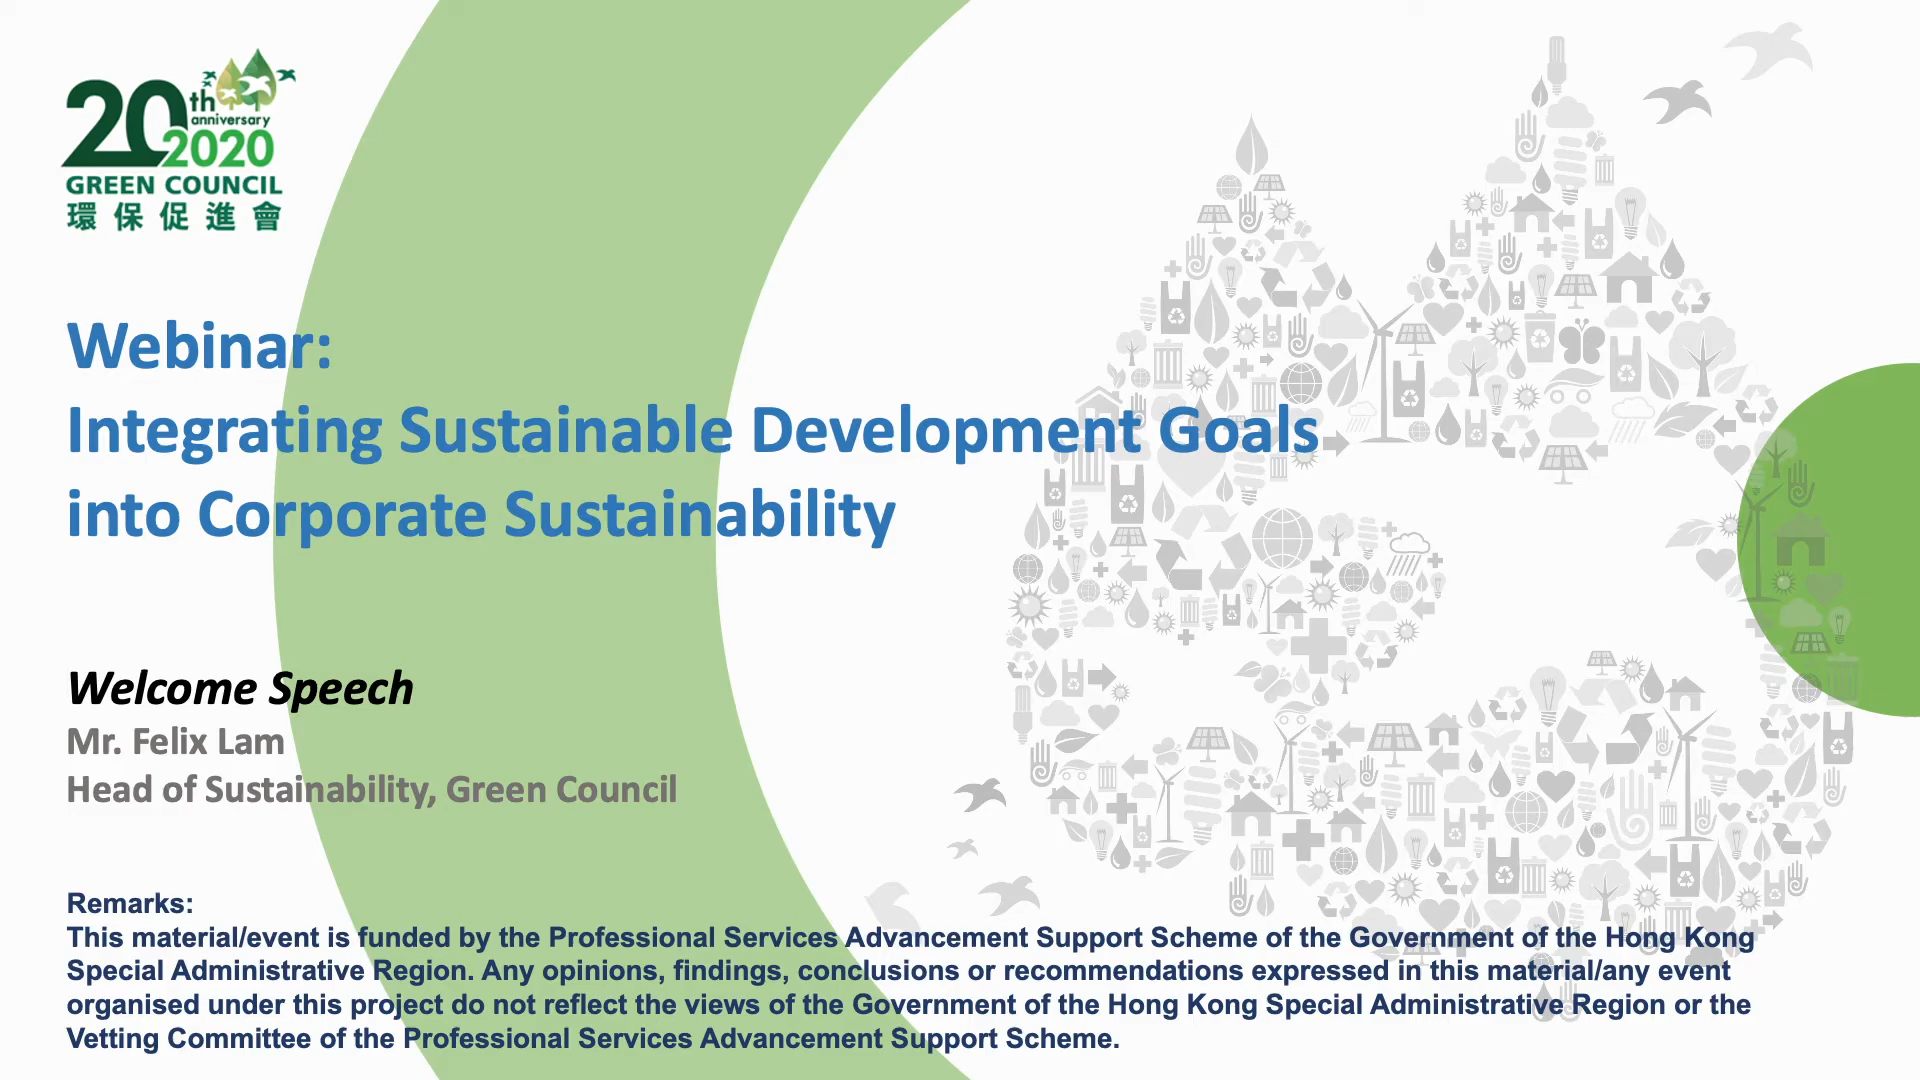 20th
anniversary
2020
GREEN COUNCIL
環保促進會
Webinar:
Integrating Sustainable Development Goals
into Corporate Sustainability
Welcome Speech
Mr. Felix Lam
Head of Sustainability, Green Council
Remarks:
This material/event is funded by the Professional Services Advancement Support Scheme of the Government of the Hong Kong
Special Administrative Region. Any opinions, findings, conclusions or recommendations expressed in this material/any event
organised under this project do not reflect the views of the Government of the Hong Kong Special Administrative Region or the
Vetting Committee of the Professional Services Advancement Support Scheme.